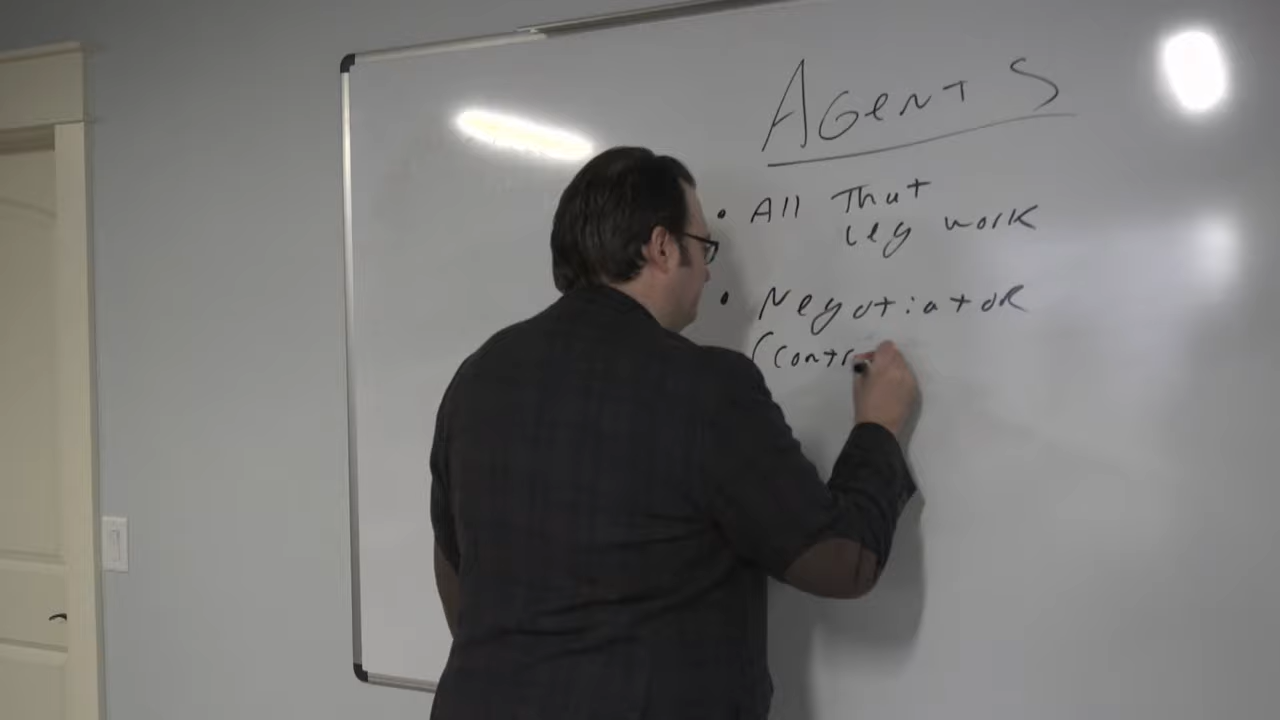 Agents
• All That
leg work
• Negotiator
(contr